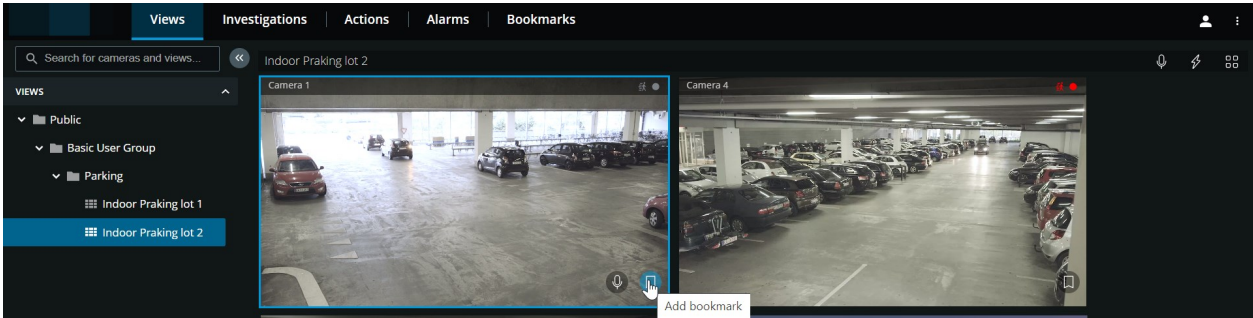 Views Investigations Actions Alarms Bookmarks
Search for cameras and views...
Indoor Praking lot 2
VIEWS
Camera 1
Camera 4
Public
Basic User Group
Parking
Indoor Praking lot 1
Indoor Praking lot 2
Add bookmark